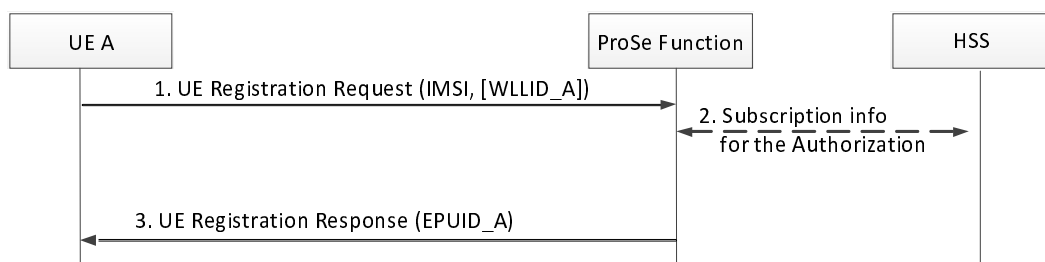 UE A
ProSe Function
HSS
1. UE Registration Request (IMSI, [WLLID_A])
2. Subscription info
for the Authorization
3. UE Registration Response (EPUID_A)